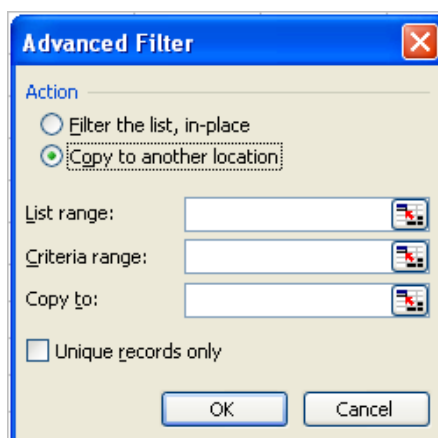 Advanced Filter
Action
Filter the list, in-place
Copy to another location
List range:
Criteria range:
Copy to:
Unique records only
OK Cancel